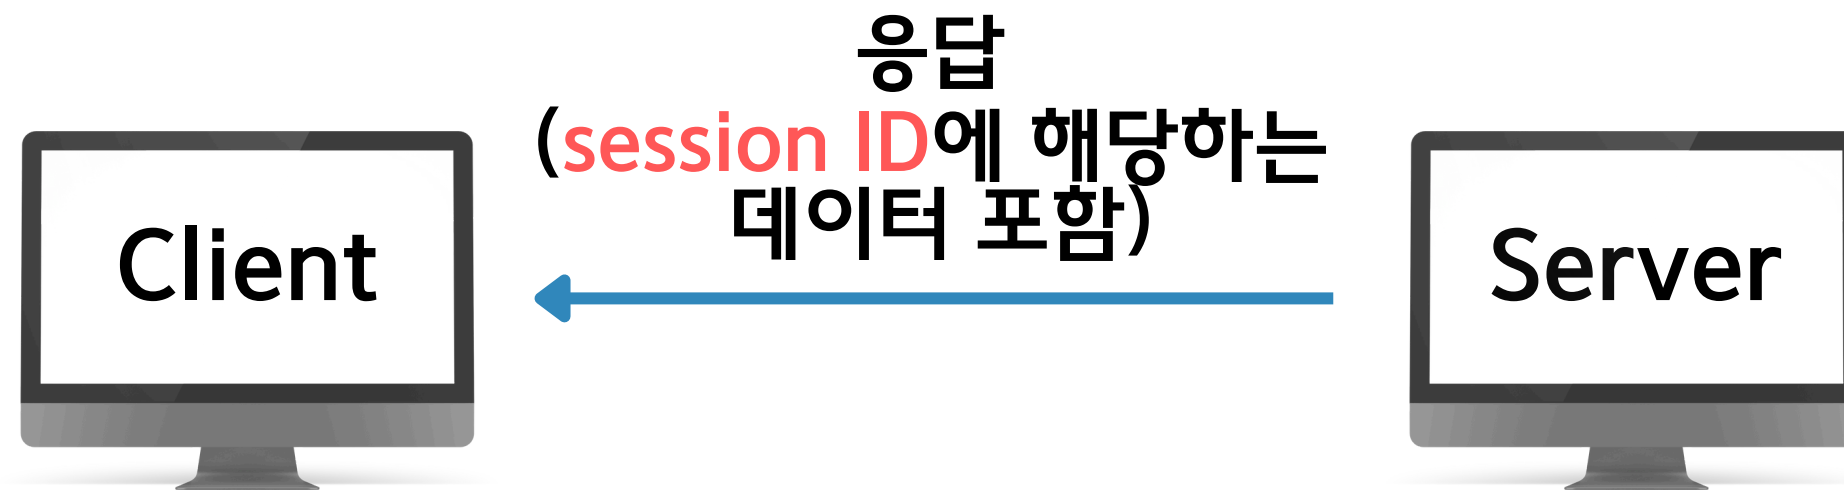 응답
(session ID에 해당하는
데이터 포함)
Client
Server